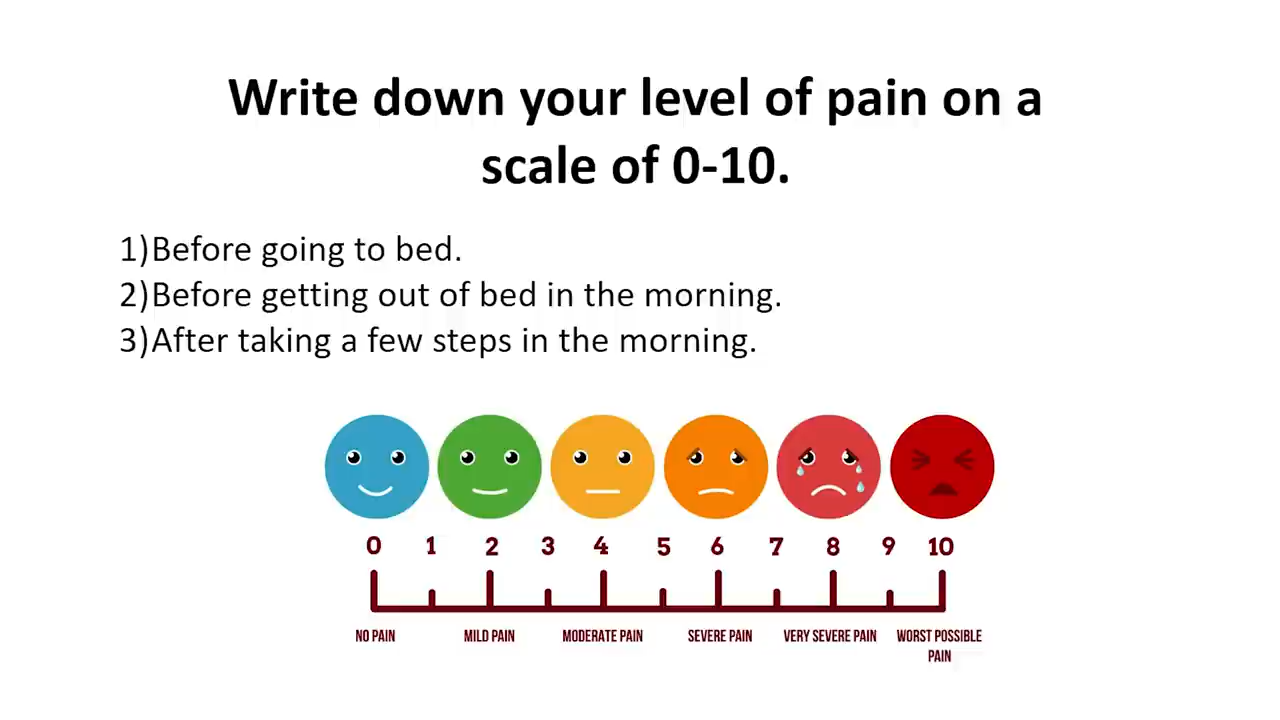 Write down your level of pain on a
scale of 0-10.
1)Before going to bed.
2)Before getting out of bed in the morning.
3)After taking a few steps in the morning.
0 1 2 3 4 5 6 7 8 9 10
NO PAIN MILD PAIN MODERATE PAIN SEVERE PAIN VERY SEVERE PAIN WORST POSSIBLE
PAIN